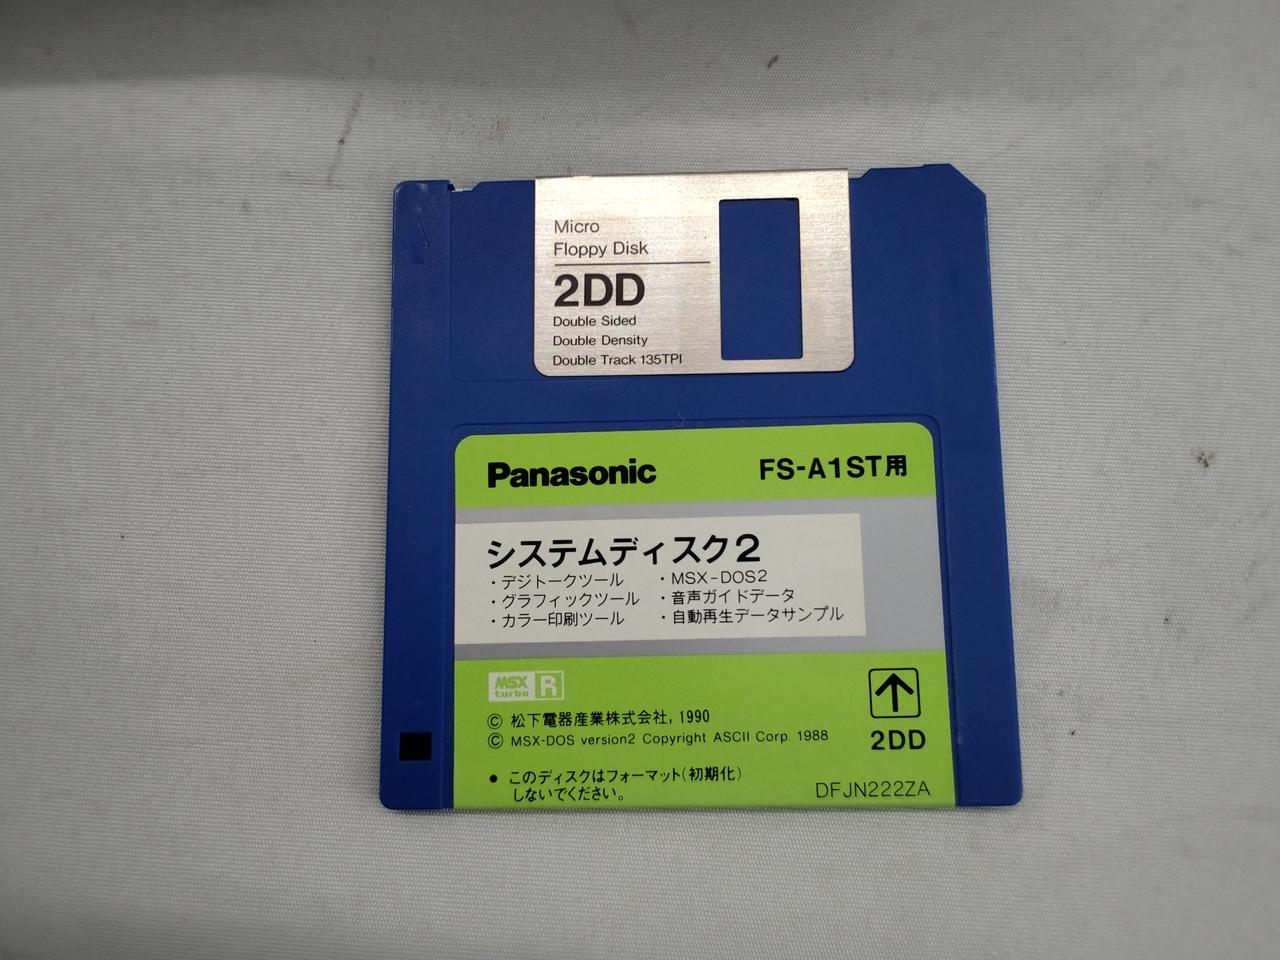 Micro
Floppy Disk
2DD
Double Sided
Double Density
Double Track 135TPI
Panasonic
FS-A1ST用
システムディスク2
・デジトークツール
・グラフィックツール
・カラー印刷ツール
・MSX-DOS2
・音声ガイドデータ
・自動再生データサンプル
MSX turbo R
© 松下電器産業株式会社, 1990
© MSX-DOS version2 Copyright ASCII Corp. 1988
2DD
● このディスクはフォーマット(初期化)
しないでください。
DFJN222ZA